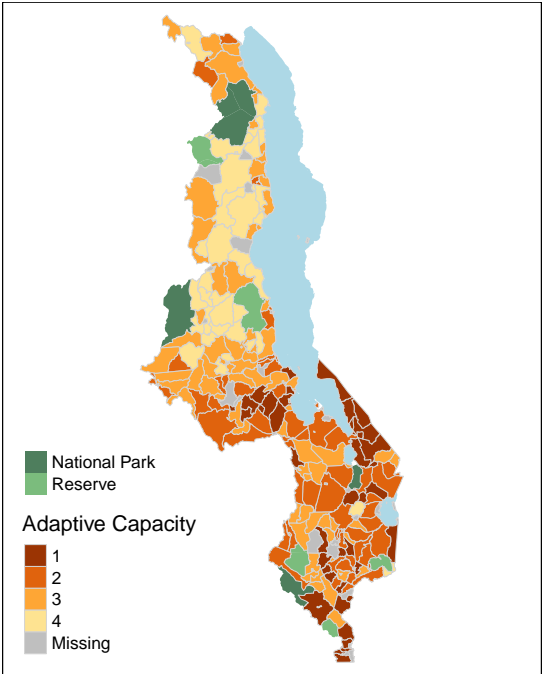 National Park
Reserve
Adaptive Capacity
1
2
3
4
Missing